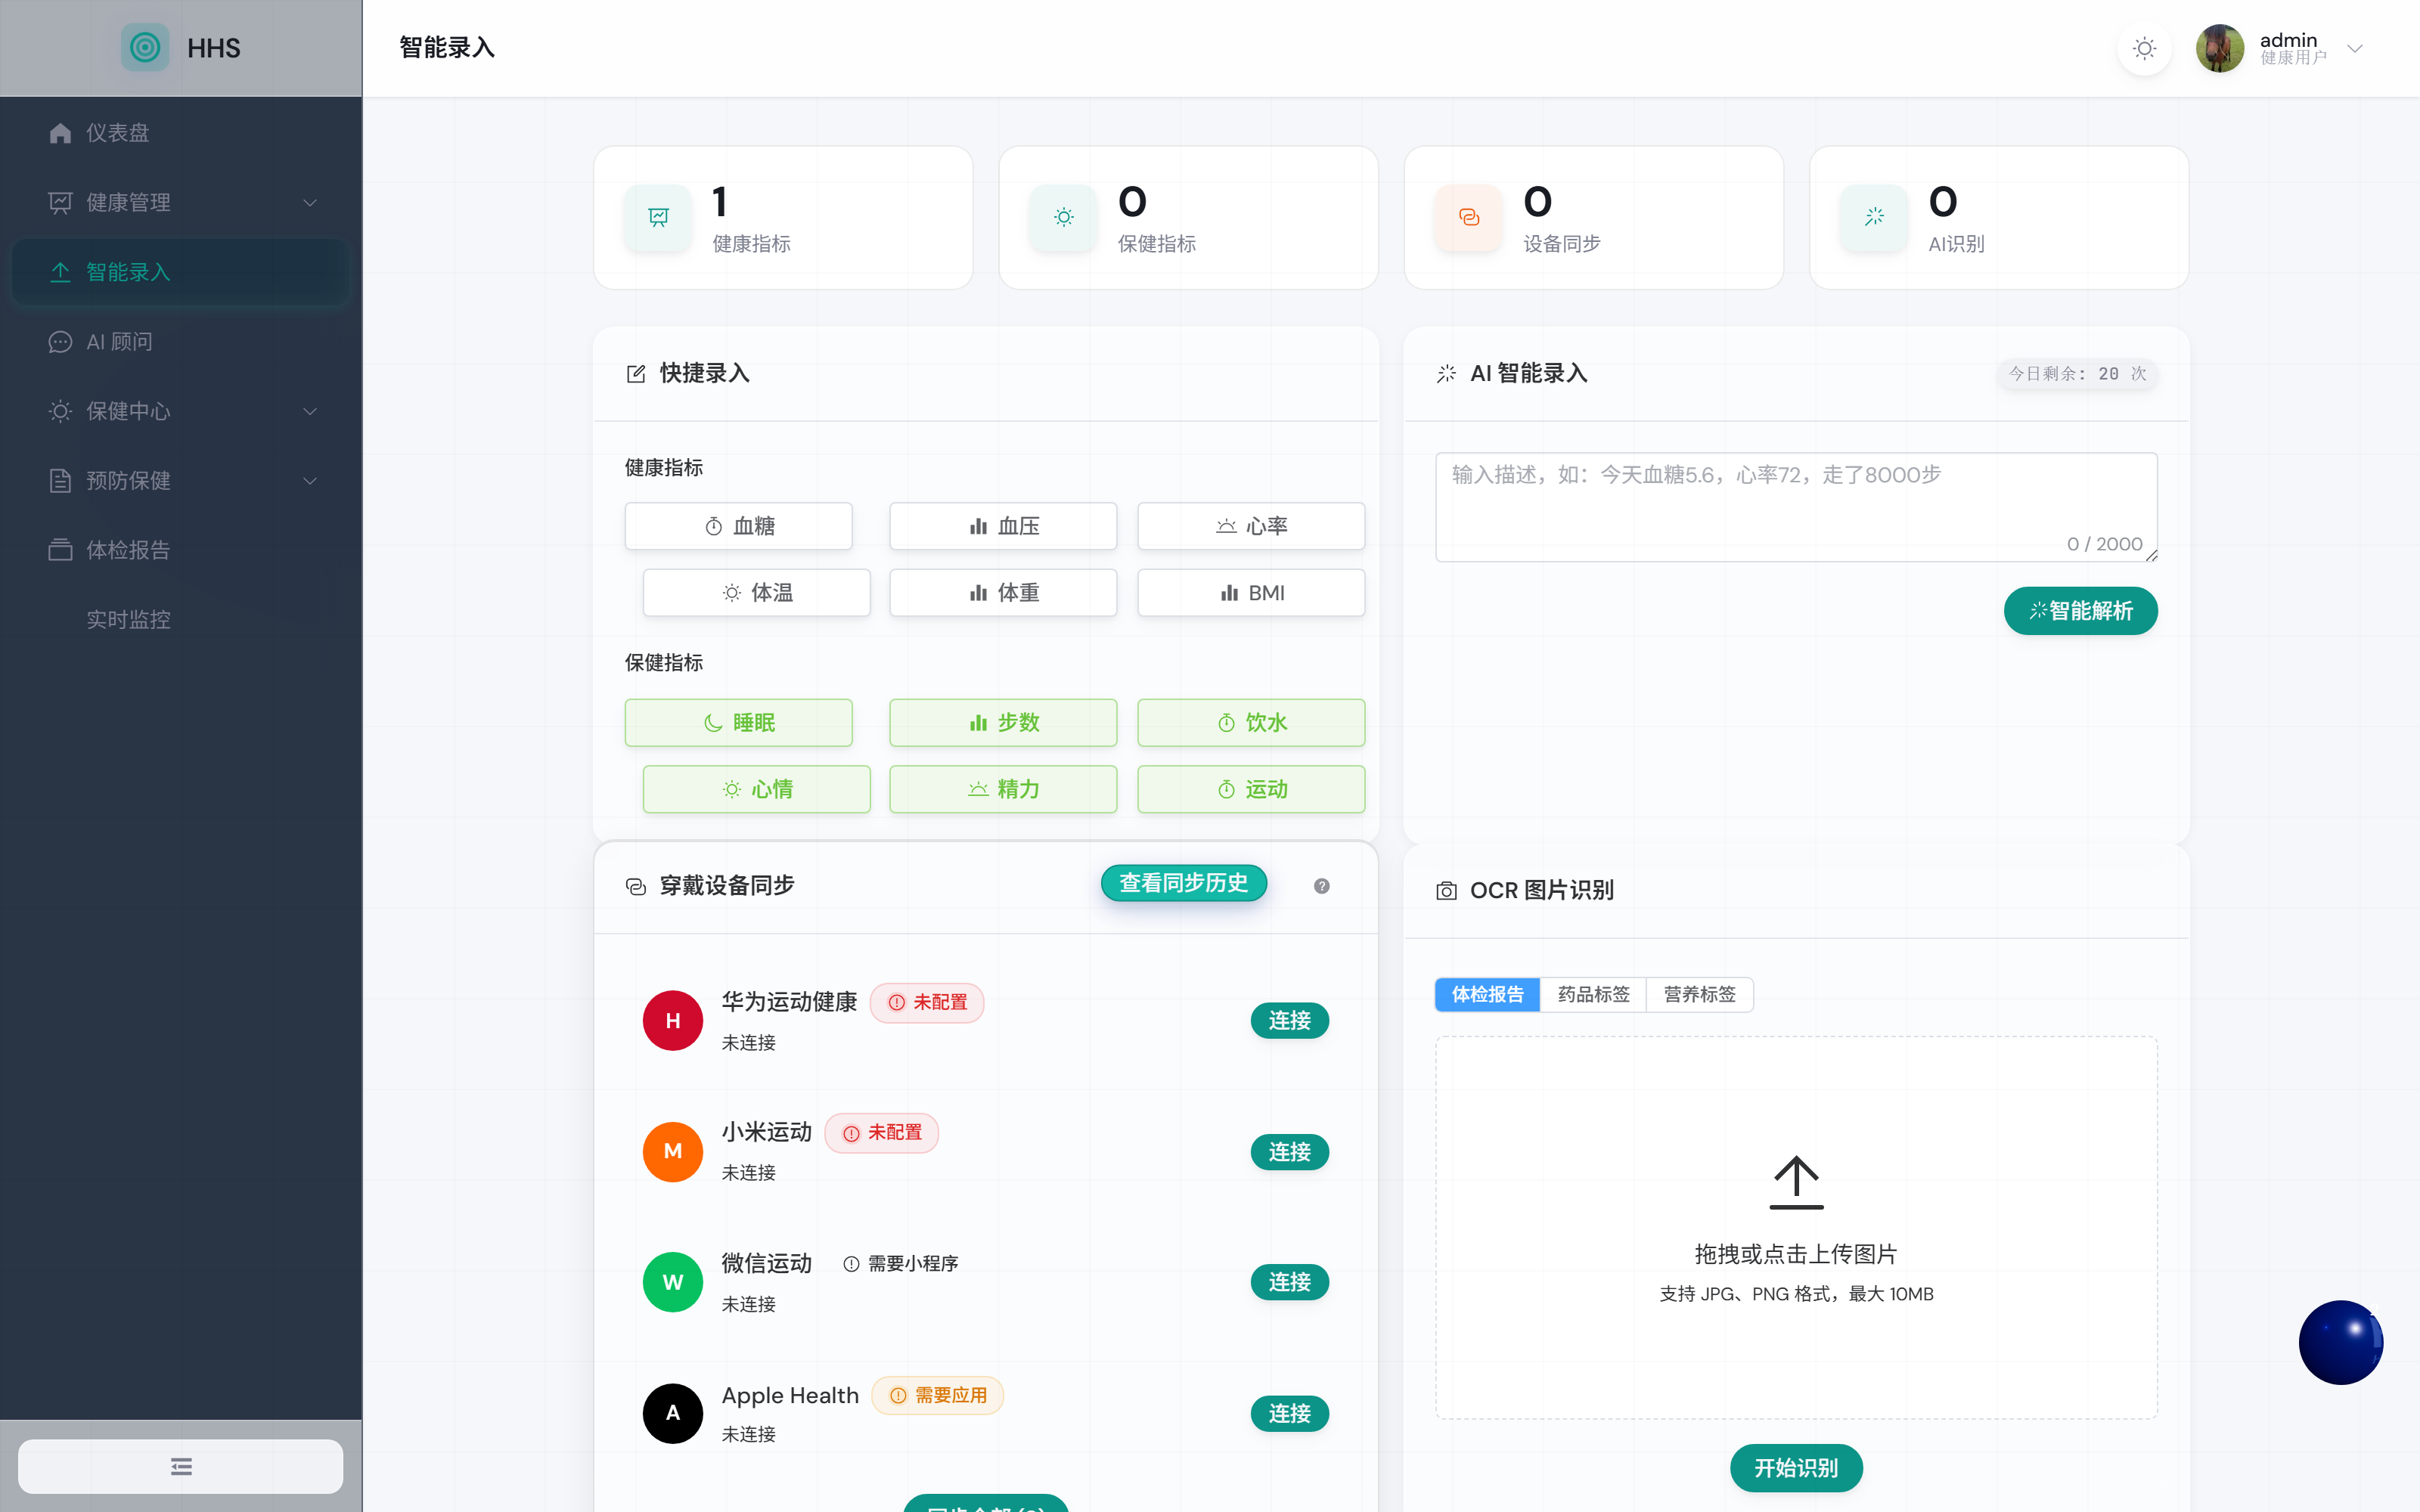 HHS
仪表盘
健康管理
智能录入
AI 顾问
保健中心
预防保健
体检报告
实时监控
智能录入
admin
健康用户
1
健康指标
0
保健指标
0
设备同步
0
AI识别
快捷录入
健康指标
血糖
血压
心率
体温
体重
BMI
保健指标
睡眠
步数
饮水
心情
精力
运动
AI 智能录入
今日剩余: 20 次
输入描述，如：今天血糖5.6，心率72，走了8000步
0 / 2000
智能解析
穿戴设备同步
查看同步历史
H
华为运动健康
未配置
未连接
连接
M
小米运动
未配置
未连接
连接
W
微信运动
需要小程序
未连接
连接
A
Apple Health
需要应用
未连接
连接
OCR 图片识别
体检报告
药品标签
营养标签
拖拽或点击上传图片
支持 JPG、PNG 格式，最大 10MB
开始识别